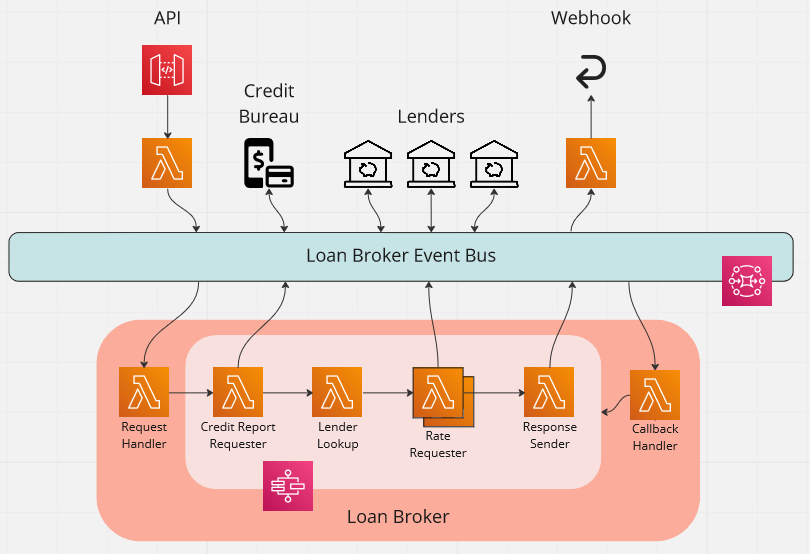 API
Webhook
Credit
Bureau
Lenders
$
Loan Broker Event Bus
Request
Handler
Credit Report
Requester
Lender
Lookup
Rate
Requester
Response
Sender
Callback
Handler
Loan Broker